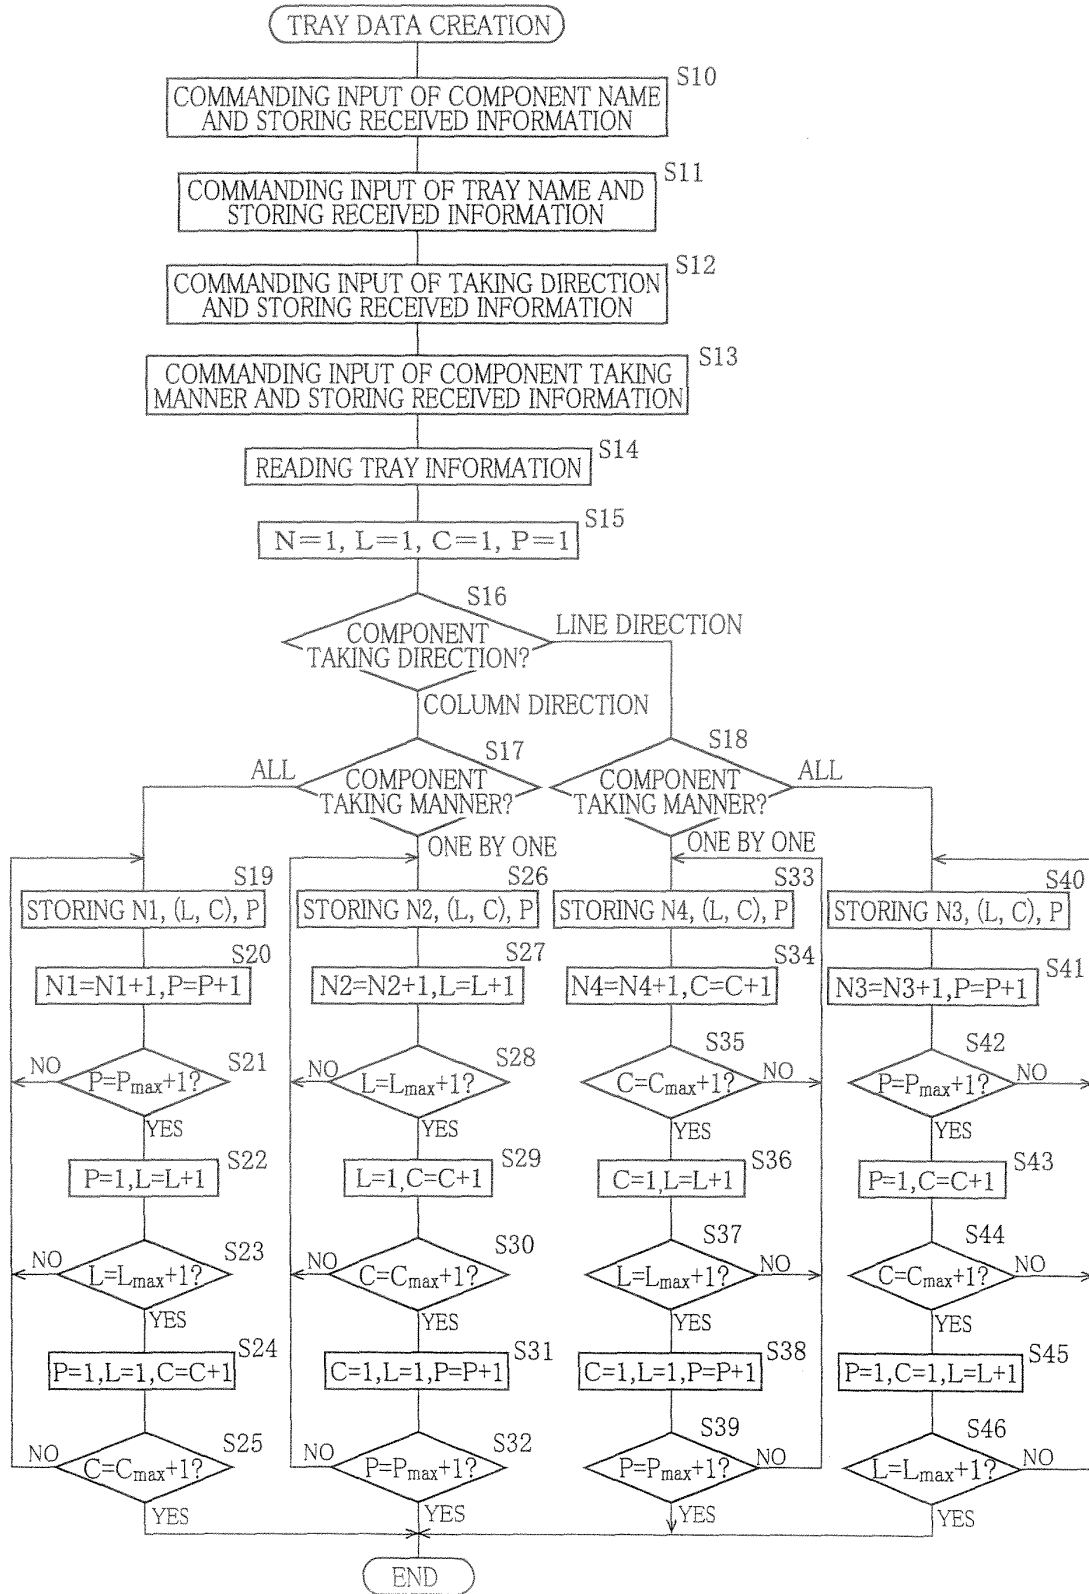 TRAY DATA CREATION
S10
COMMANDING INPUT OF COMPONENT NAME
AND STORING RECEIVED INFORMATION
S11
COMMANDING INPUT OF TRAY NAME AND
STORING RECEIVED INFORMATION
S12
COMMANDING INPUT OF TAKING DIRECTION
AND STORING RECEIVED INFORMATION
S13
COMMANDING INPUT OF COMPONENT TAKING
MANNER AND STORING RECEIVED INFORMATION
S14
READING TRAY INFORMATION
S15
N=1, L=1, C=1, P=1
S16
COMPONENT
TAKING DIRECTION?
LINE DIRECTION
COLUMN DIRECTION
S17
ALL
COMPONENT
TAKING MANNER?
ONE BY ONE
S18
COMPONENT
TAKING MANNER?
ALL
ONE BY ONE
S19
STORING N1, (L, C), P
S20
N1=N1+1,P=P+1
S21
NO
P=Pmax+1?
YES
S22
P=1,L=L+1
S23
NO
L=Lmax+1?
YES
S24
P=1,L=1,C=C+1
S25
NO
C=Cmax+1?
YES
S26
STORING N2, (L, C), P
S27
N2=N2+1,L=L+1
S28
NO
L=Lmax+1?
YES
S29
L=1,C=C+1
S30
NO
C=Cmax+1?
YES
S31
C=1,L=1,P=P+1
S32
NO
P=Pmax+1?
YES
S33
STORING N4, (L, C), P
S34
N4=N4+1,C=C+1
S35
C=Cmax+1?
NO
YES
S36
C=1,L=L+1
S37
L=Lmax+1?
NO
YES
S38
C=1,L=1,P=P+1
S39
P=Pmax+1?
NO
YES
S40
STORING N3, (L, C), P
S41
N3=N3+1,P=P+1
S42
P=Pmax+1?
NO
YES
S43
P=1,C=C+1
S44
C=Cmax+1?
NO
YES
S45
P=1,C=1,L=L+1
S46
L=Lmax+1?
NO
YES
END